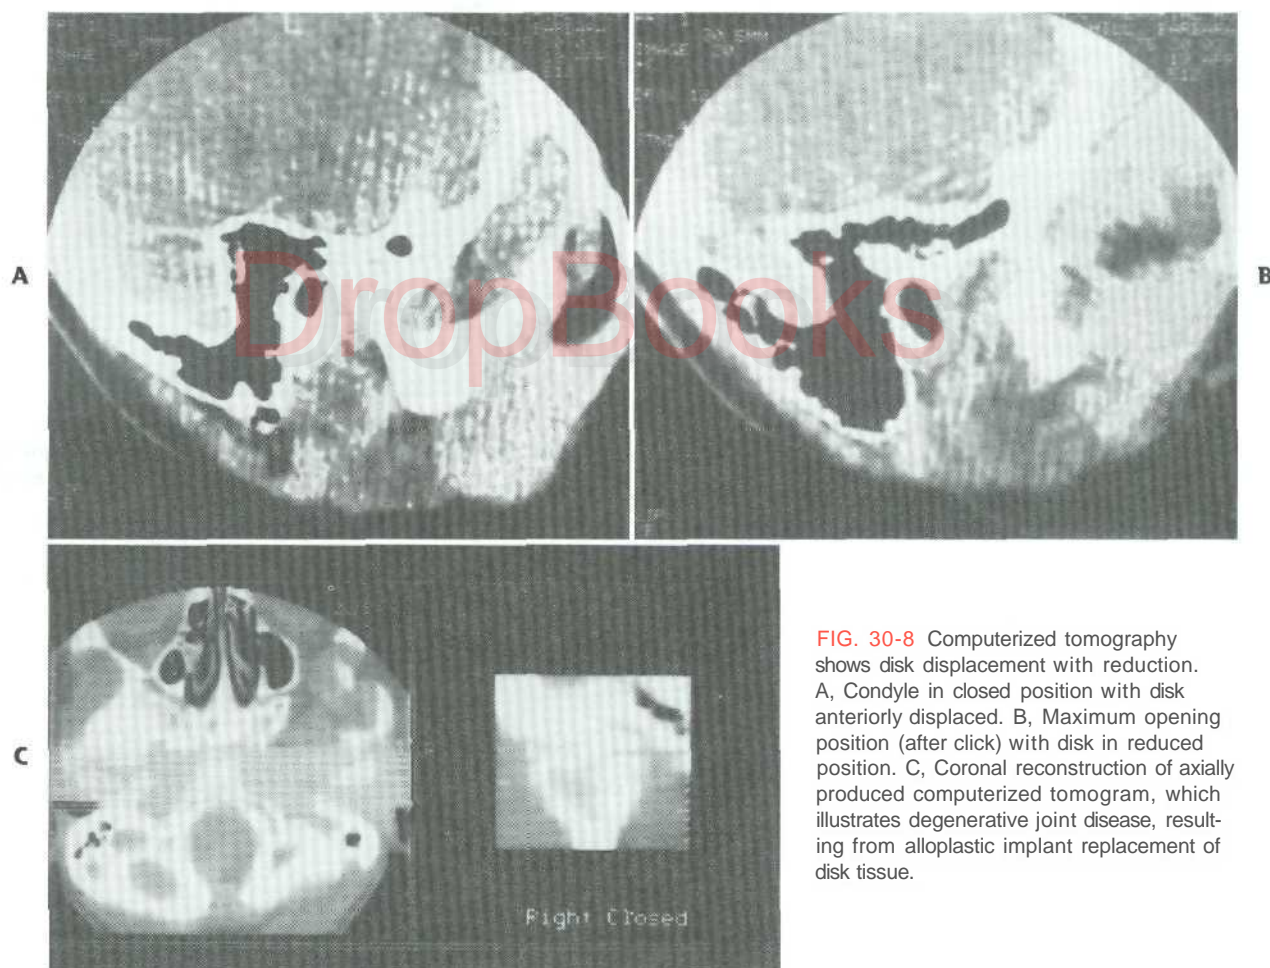 A
B
DropBooks
C
Right Closed
FIG. 30-8 Computerized tomography
shows disk displacement with reduction.
A, Condyle in closed position with disk
anteriorly displaced. B, Maximum opening
position (after click) with disk in reduced
position. C, Coronal reconstruction of axially
produced computerized tomogram, which
illustrates degenerative joint disease, result-
ing from alloplastic implant replacement of
disk tissue.